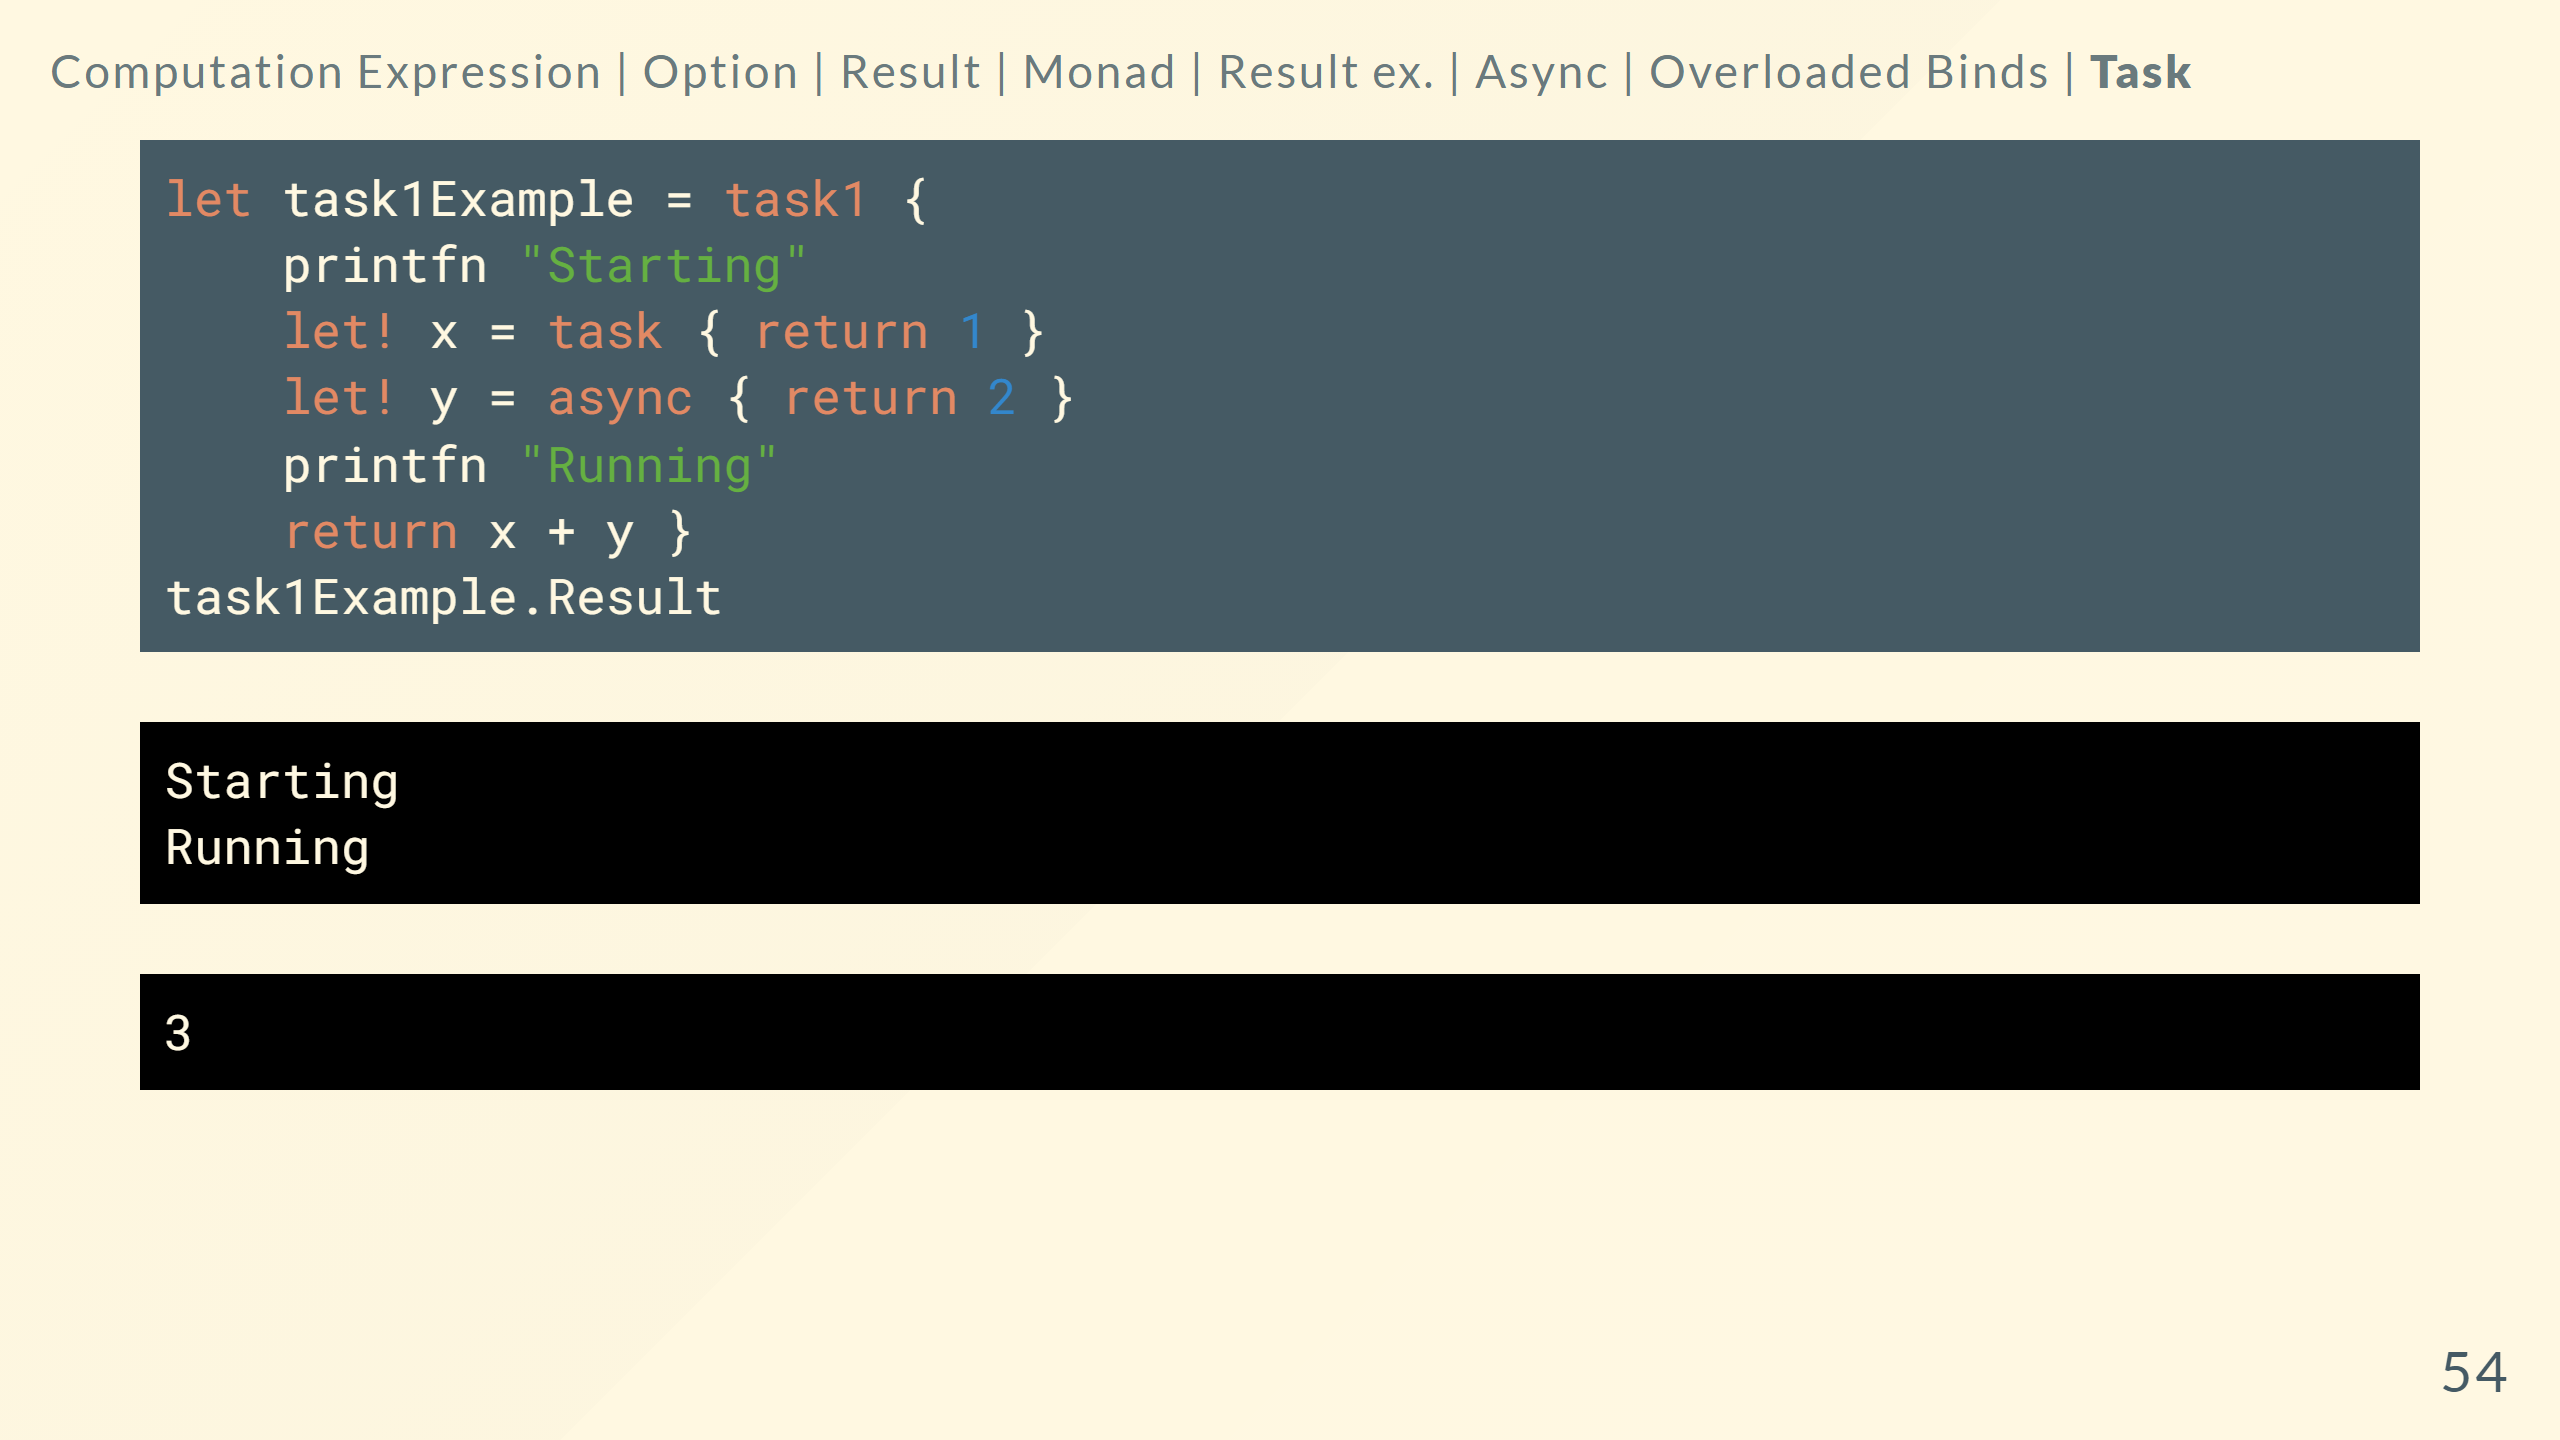 Computation Expression | Option | Result | Monad | Result ex. | Async | Overloaded Binds | Task
let task1Example = task1 {
    printfn "Starting"
    let! x = task { return 1 }
    let! y = async { return 2 }
    printfn "Running"
    return x + y }
task1Example.Result
Starting
Running
3
54